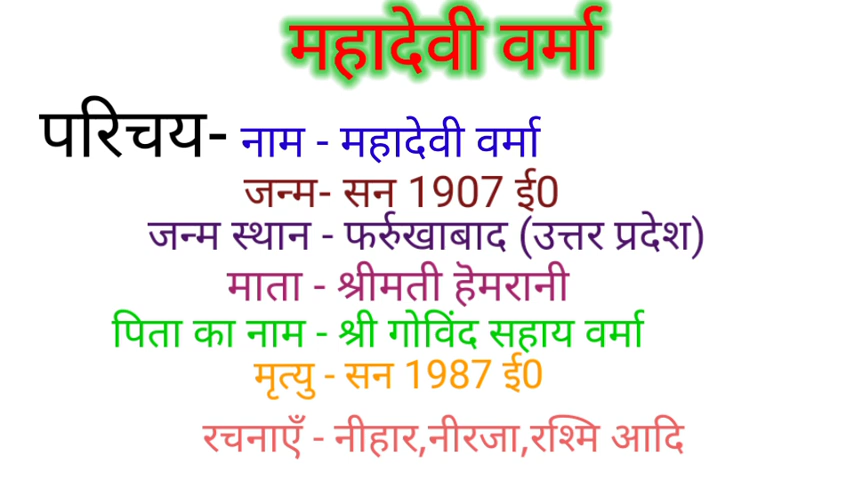 महादेवी वर्मा
परिचय- नाम - महादेवी वर्मा
जन्म- सन 1907 ई0
जन्म स्थान - फर्रुखाबाद (उत्तर प्रदेश)
माता - श्रीमती हॆमरानी
पिता का नाम - श्री गोविंद सहाय वर्मा
मृत्यु - सन 1987 ई0
रचनाएँ - नीहार,नीरजा,रश्मि आदि